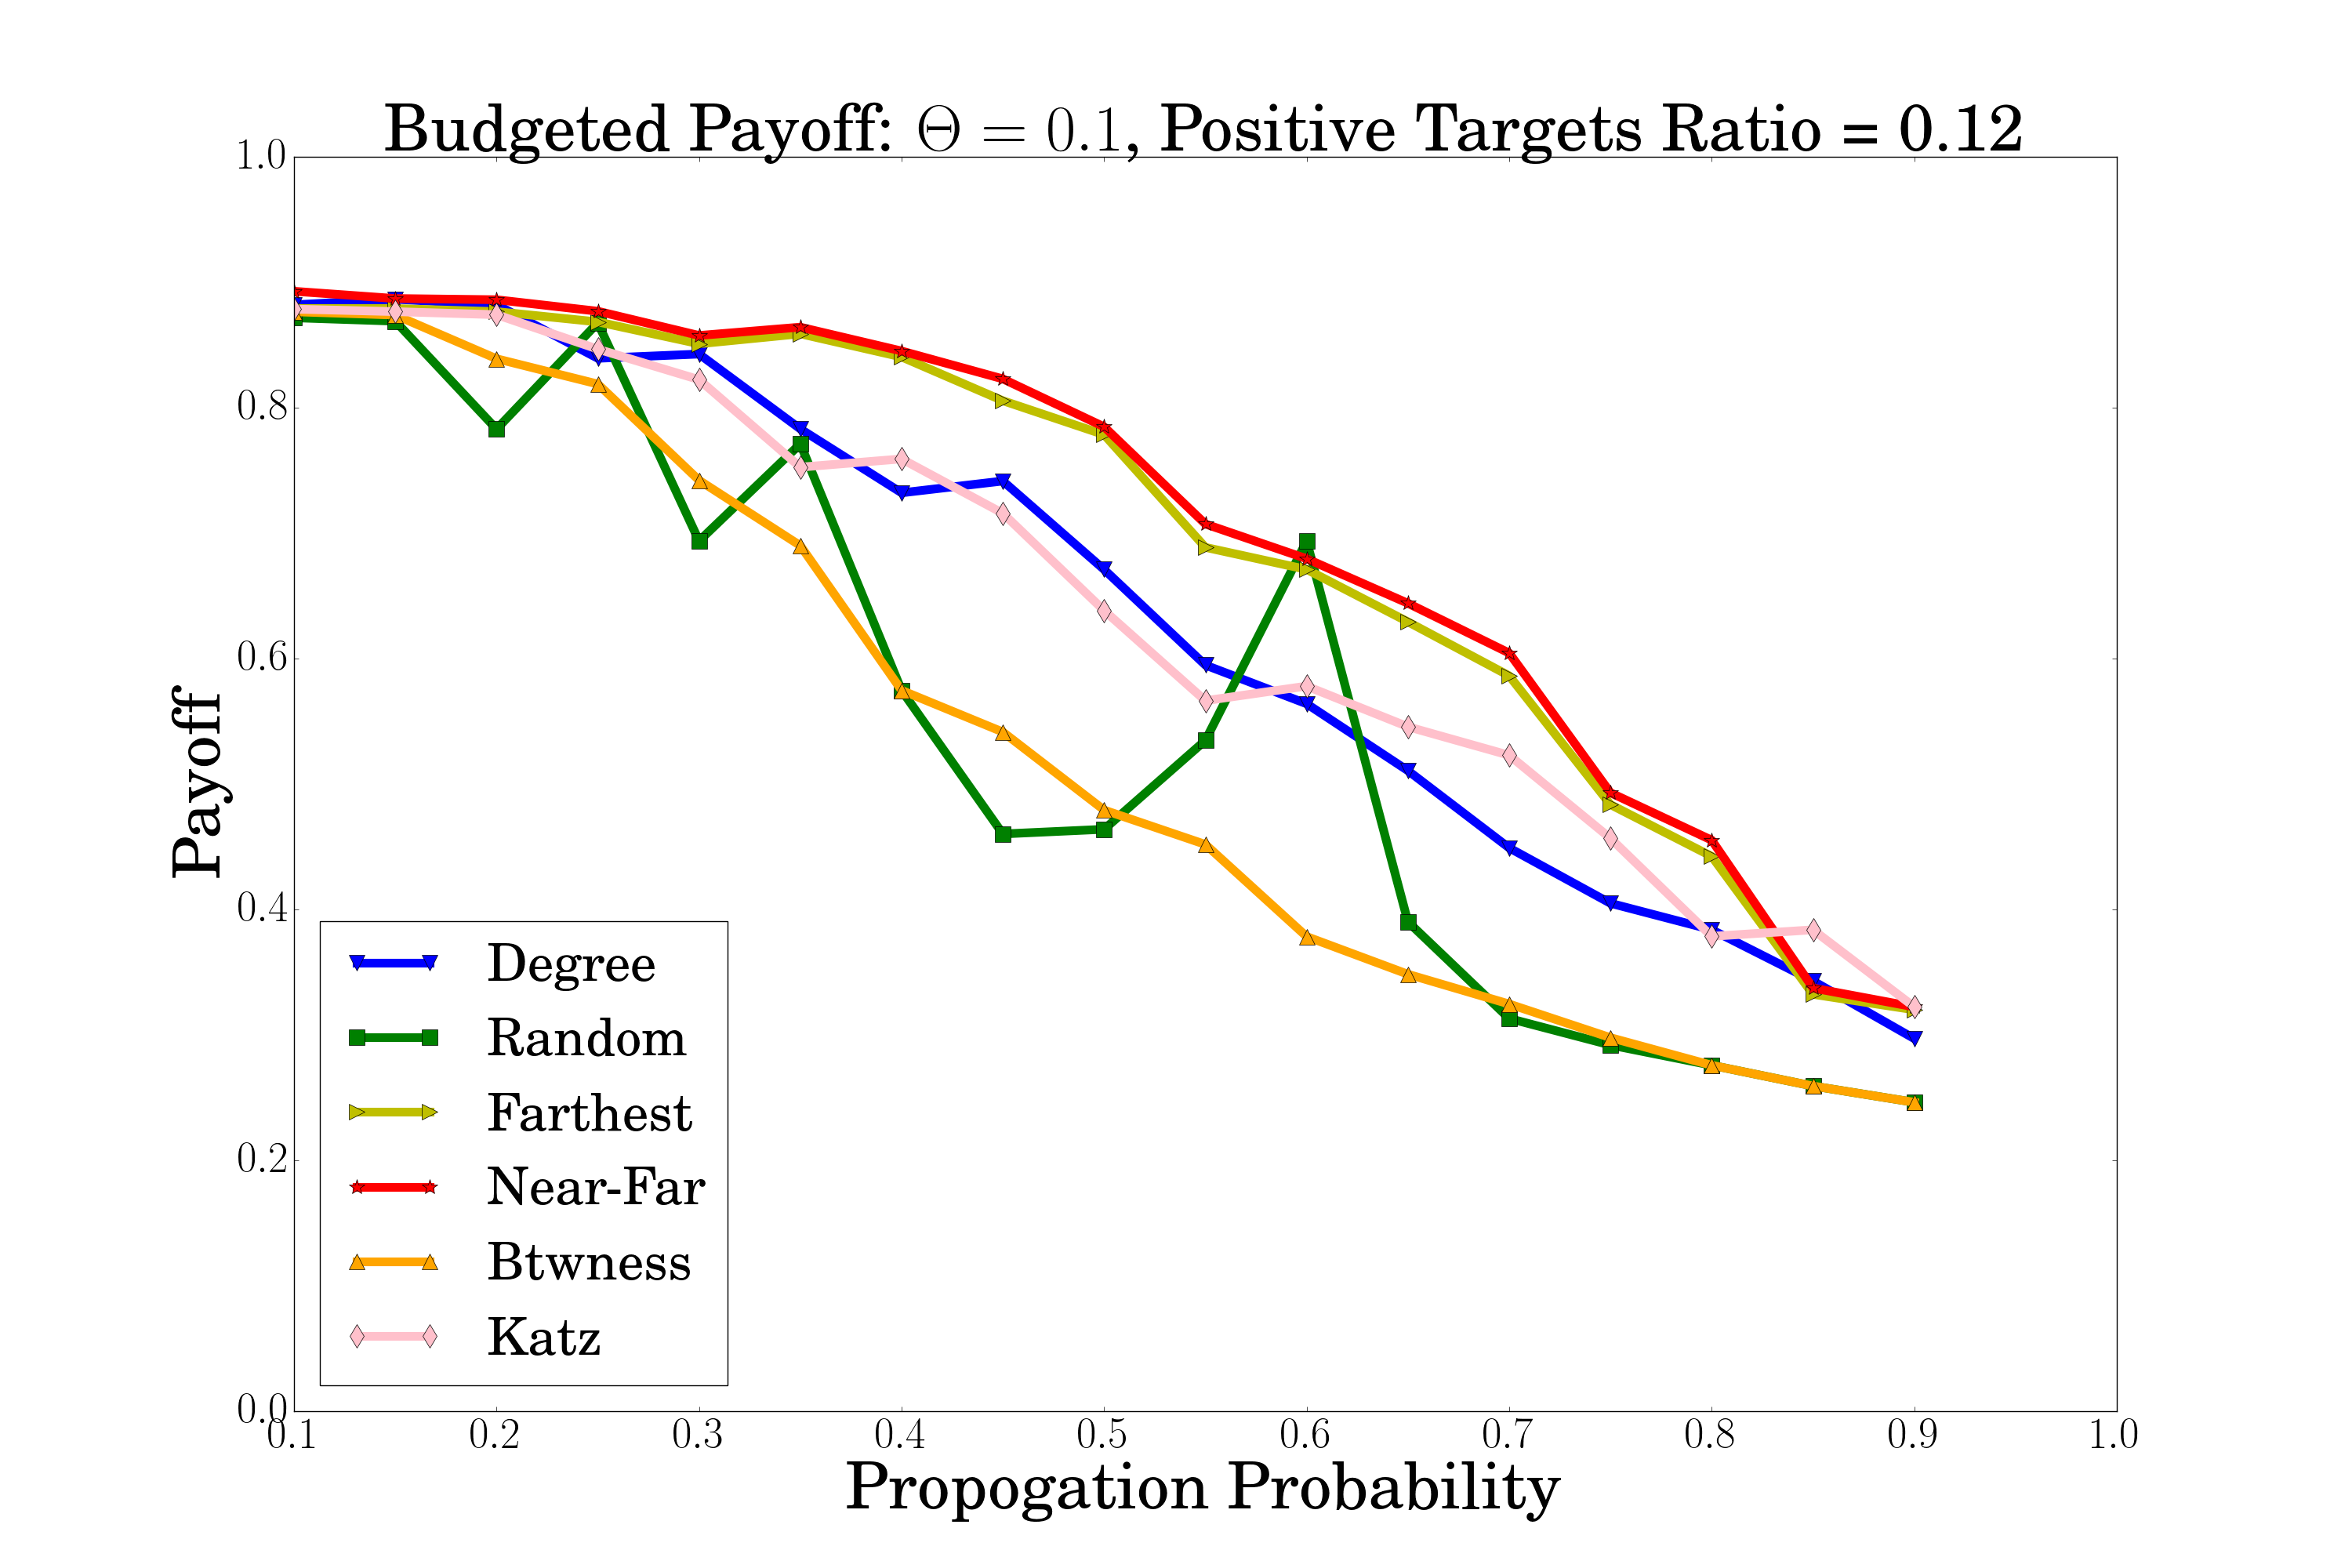 Budgeted Payoff: Θ = 0.1, Positive Targets Ratio = 0.12
1.0
0.8
0.6
0.4
0.2
0.0
Payoff
Degree
Random
Farthest
Near-Far
Btwness
Katz
0.1 0.2 0.3 0.4 0.5 0.6 0.7 0.8 0.9 1.0
Propogation Probability